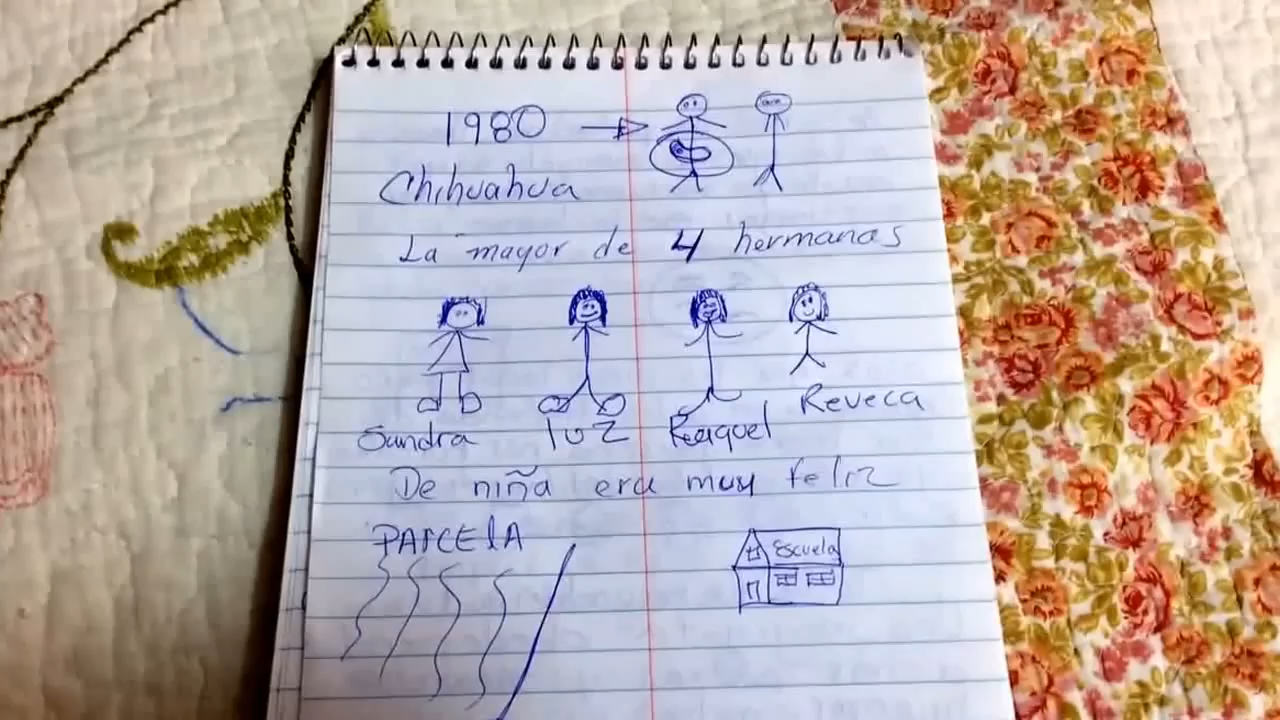 1980
Chihuahua
La mayor de 4 hermanas
Sandra luz Raquel Reveca
De niña era muy feliz
PArcElA
Escuela